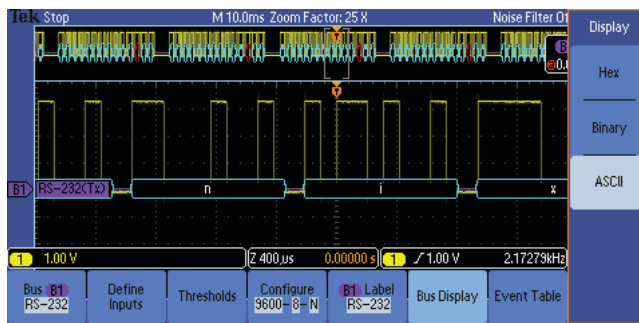 Tek Stop M 10.0ms Zoom Factor: 25 X Noise Filter Of
Display
B
0.
Hex
Binary
ASCII
B1 RS-232(Tx) n i x
1 1.00 V Z 400µs 0.00000 s 1 1.00 V 2.17279kHz
Bus B1 Define Thresholds Configure B1 Label Bus Display Event Table
RS-232 Inputs 9600-8-N RS-232